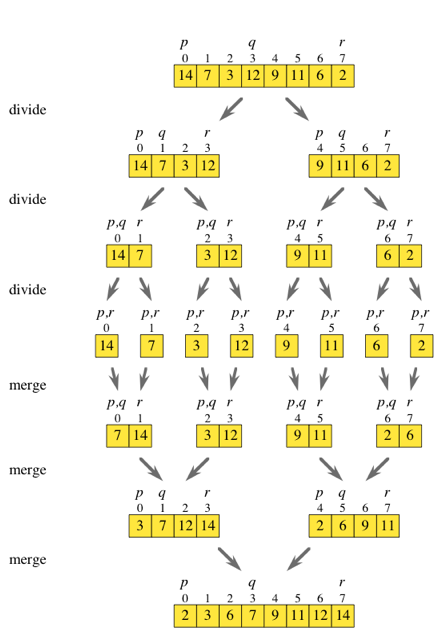 p q r
0 1 2 3 4 5 6 7
14 7 3 12 9 11 6 2
divide
p q r p q r
0 1 2 3 4 5 6 7
14 7 3 12 9 11 6 2
divide
p,q r p,q r p,q r p,q r
0 1 2 3 4 5 6 7
14 7 3 12 9 11 6 2
divide
p,r p,r p,r p,r p,r p,r p,r p,r
0 1 2 3 4 5 6 7
14 7 3 12 9 11 6 2
merge
p,q r p,q r p,q r p,q r
0 1 2 3 4 5 6 7
7 14 3 12 9 11 2 6
merge
p q r p q r
0 1 2 3 4 5 6 7
3 7 12 14 2 6 9 11
merge
p q r
0 1 2 3 4 5 6 7
2 3 6 7 9 11 12 14